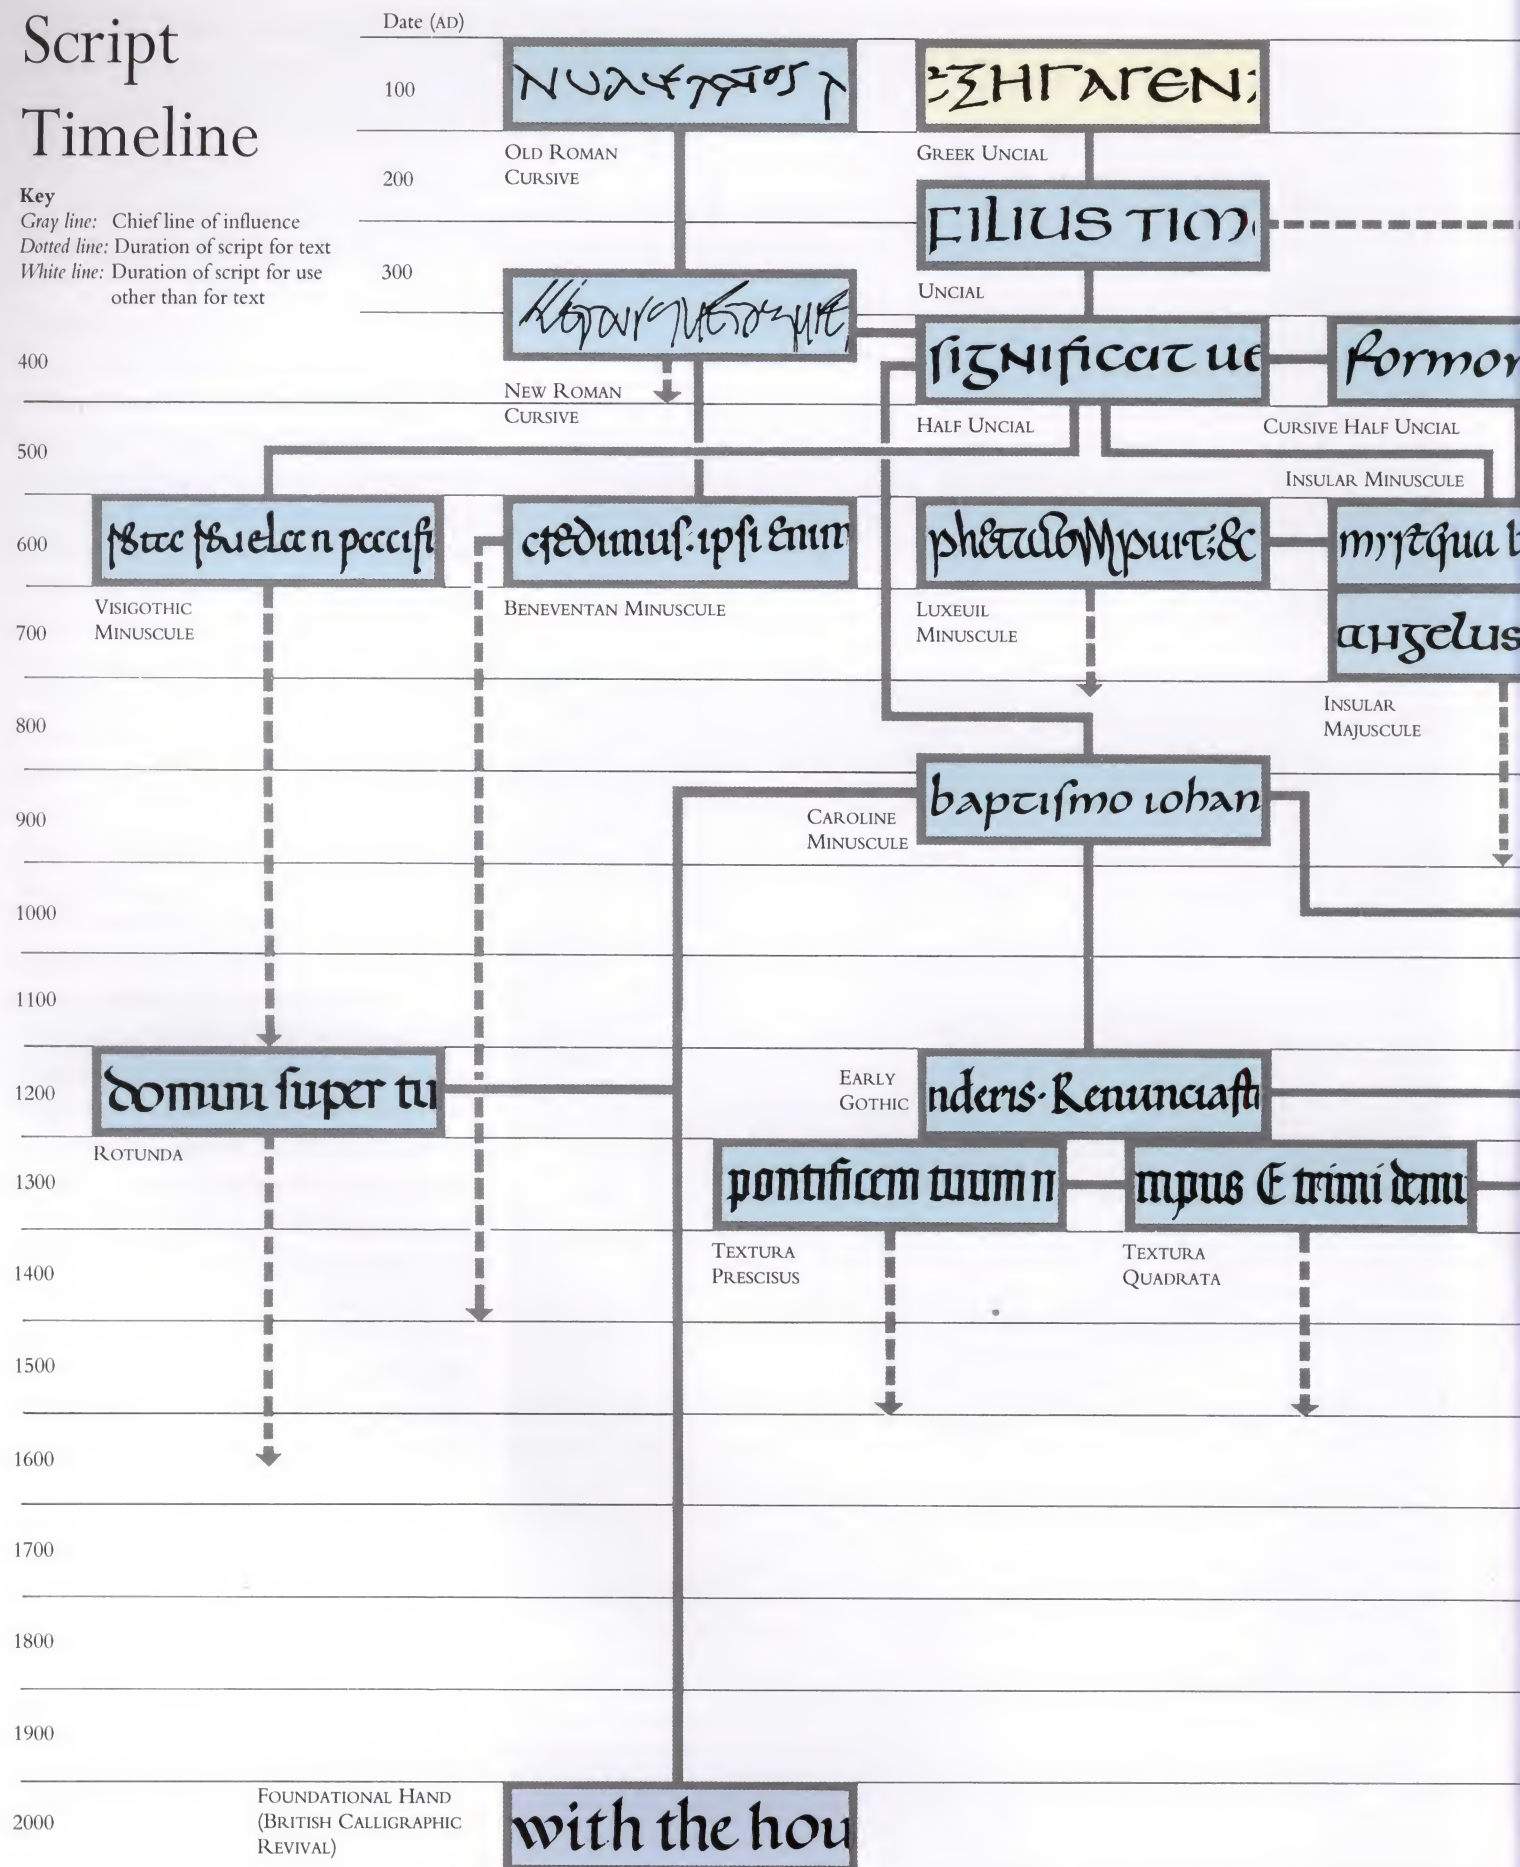 Script
Timeline
Key
Gray line: Chief line of influence
Dotted line: Duration of script for text
White line: Duration of script for use
other than for text
Date (AD)
100
OLD ROMAN
CURSIVE
GREEK UNCIAL
200
FILIUS TIM
UNCIAL
300
400
significat ue
formor
NEW ROMAN
CURSIVE
HALF UNCIAL
CURSIVE HALF UNCIAL
500
INSULAR MINUSCULE
600
VISIGOTHIC
MINUSCULE
BENEVENTAN MINUSCULE
LUXEUIL
MINUSCULE
700
angelus
INSULAR
MAJUSCULE
800
900
CAROLINE
MINUSCULE
baptiſmo iohan
1000
1100
1200
domini ſuper tu
ROTUNDA
EARLY
GOTHIC
nderis· Renunciaſti
1300
pontificem tuum n
mpus E trimi demu
TEXTURA
PRESCISUS
TEXTURA
QUADRATA
1400
1500
1600
1700
1800
1900
2000
FOUNDATIONAL HAND
(BRITISH CALLIGRAPHIC
REVIVAL)
with the hou